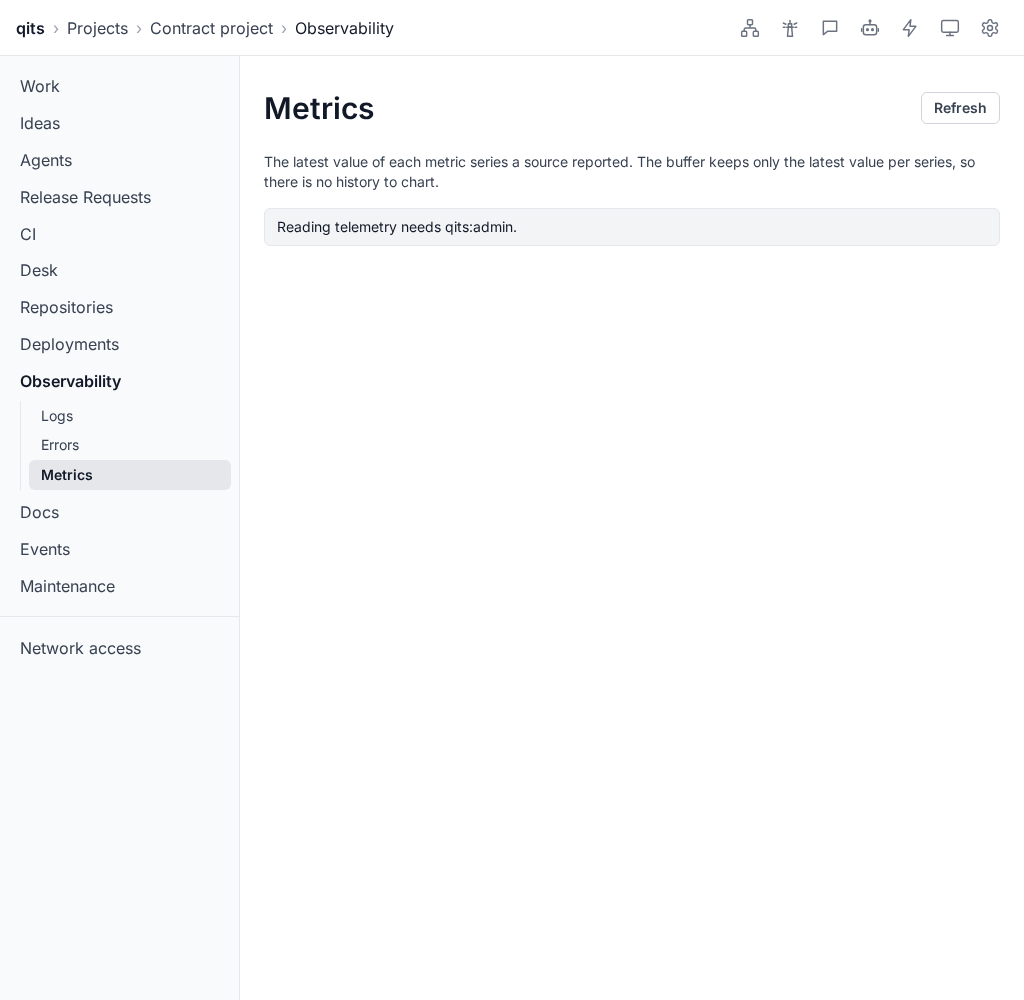 qits › Projects › Contract project › Observability
Work
Ideas
Agents
Release Requests
CI
Desk
Repositories
Deployments
Observability
Logs
Errors
Metrics
Docs
Events
Maintenance
Network access
Metrics
Refresh
The latest value of each metric series a source reported. The buffer keeps only the latest value per series, so
there is no history to chart.
Reading telemetry needs qits:admin.